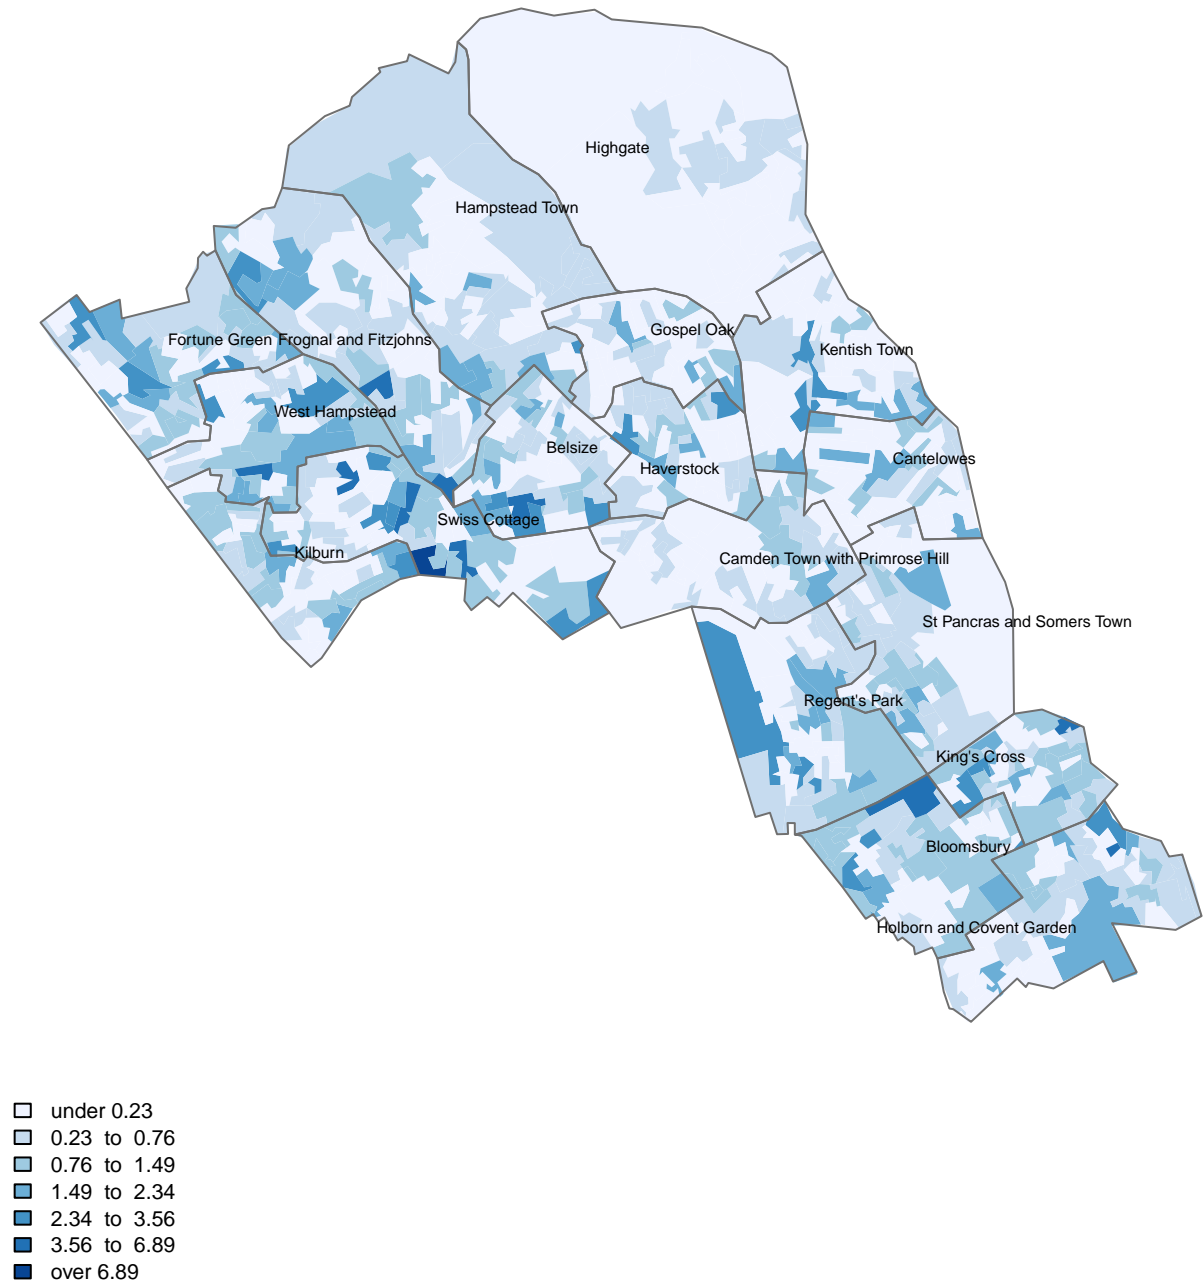 Highgate
Hampstead Town
Gospel Oak
Fortune Green
Frognal and Fitzjohns
Kentish Town
West Hampstead
Belsize
Haverstock
Cantelowes
Swiss Cottage
Kilburn
Camden Town with Primrose Hill
St Pancras and Somers Town
Regent's Park
King's Cross
Bloomsbury
Holborn and Covent Garden
under 0.23
0.23 to 0.76
0.76 to 1.49
1.49 to 2.34
2.34 to 3.56
3.56 to 6.89
over 6.89